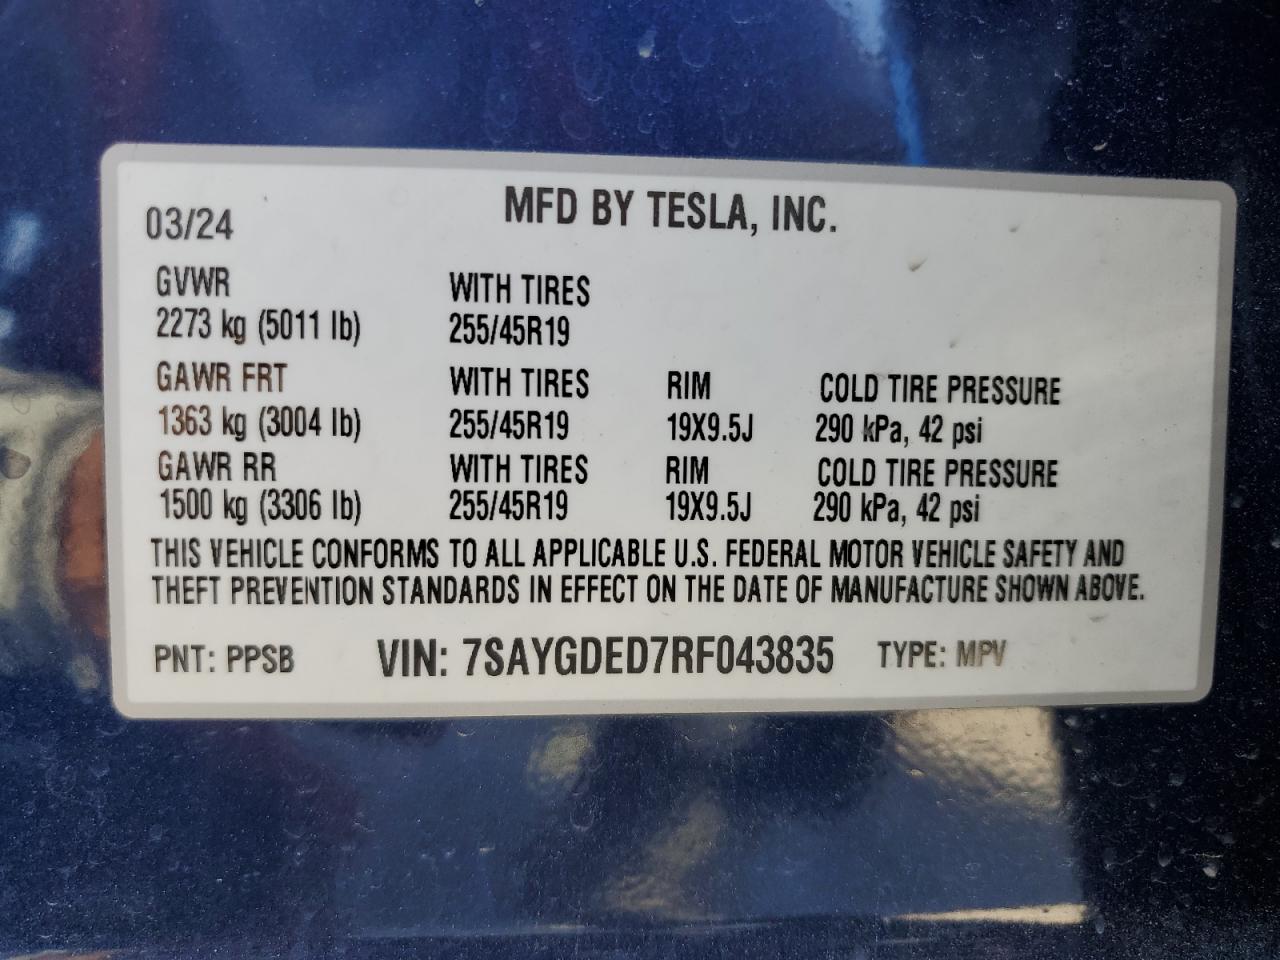 MFD BY TESLA, INC.
03/24
GVWR WITH TIRES
2273 kg (5011 lb) 255/45R19
GAWR FRT WITH TIRES RIM COLD TIRE PRESSURE
1363 kg (3004 lb) 255/45R19 19X9.5J 290 kPa, 42 psi
GAWR RR WITH TIRES RIM COLD TIRE PRESSURE
1500 kg (3306 lb) 255/45R19 19X9.5J 290 kPa, 42 psi
THIS VEHICLE CONFORMS TO ALL APPLICABLE U.S. FEDERAL MOTOR VEHICLE SAFETY AND
THEFT PREVENTION STANDARDS IN EFFECT ON THE DATE OF MANUFACTURE SHOWN ABOVE.
PNT: PPSB VIN: 7SAYGDED7RF043835 TYPE: MPV